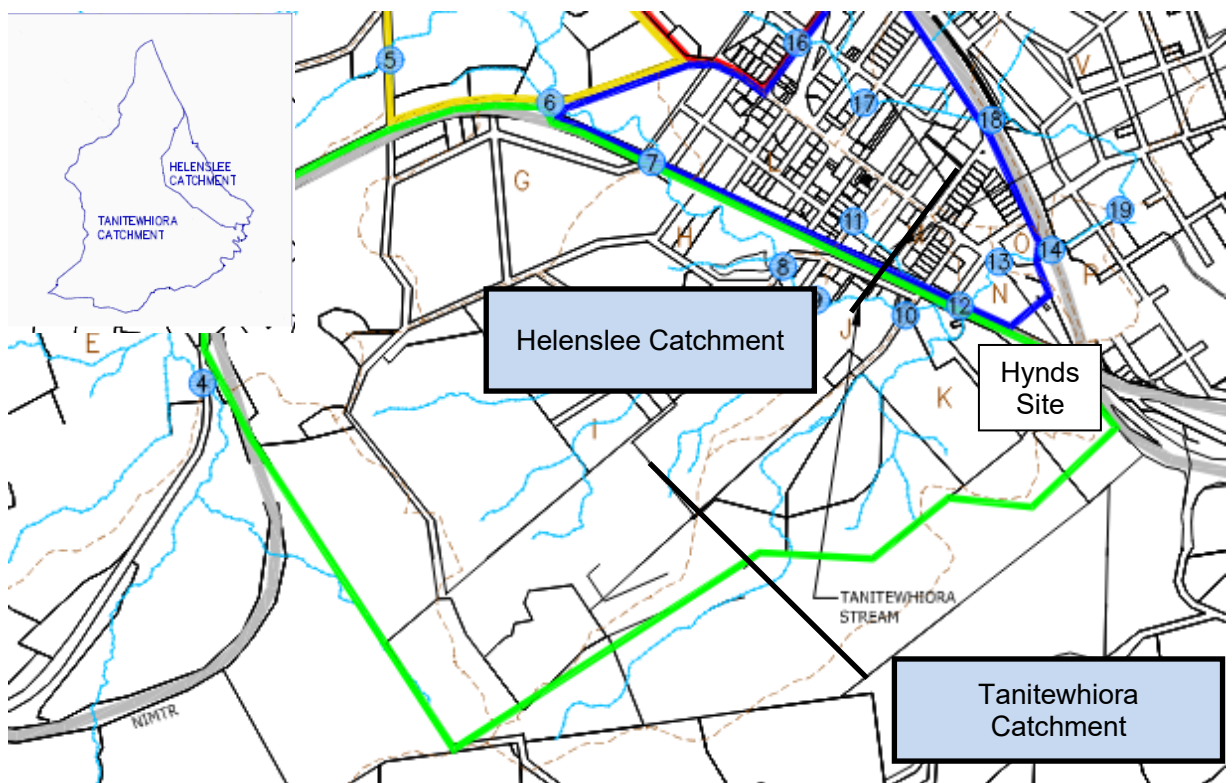 HELENSLEE
CATCHMENT
TANITEWHIORA
CATCHMENT
5
6
16
17
V
18
7
G
L
19
11
H
O
8
13
14
P
N
9
12
10
J
Helenslee Catchment
Hynds
Site
E
4
K
I
TANITEWHIORA
STREAM
NIMTR
Tanitewhiora
Catchment